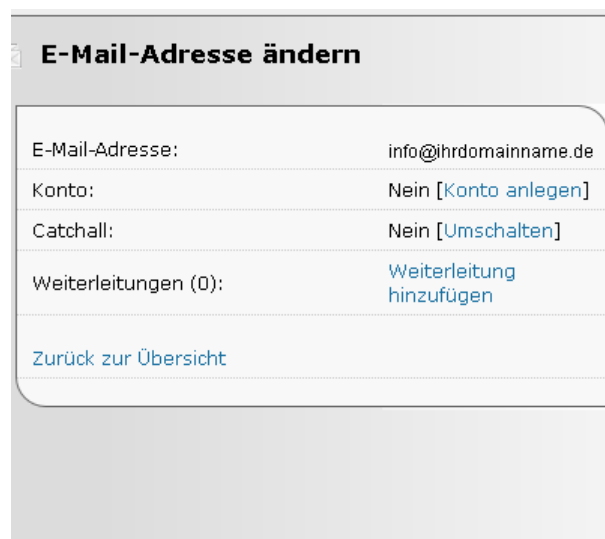 E-Mail-Adresse ändern
E-Mail-Adresse: info@ihrdomainname.de
Konto: Nein [Konto anlegen]
Catchall: Nein [Umschalten]
Weiterleitungen (0): Weiterleitung
hinzufügen
Zurück zur Übersicht